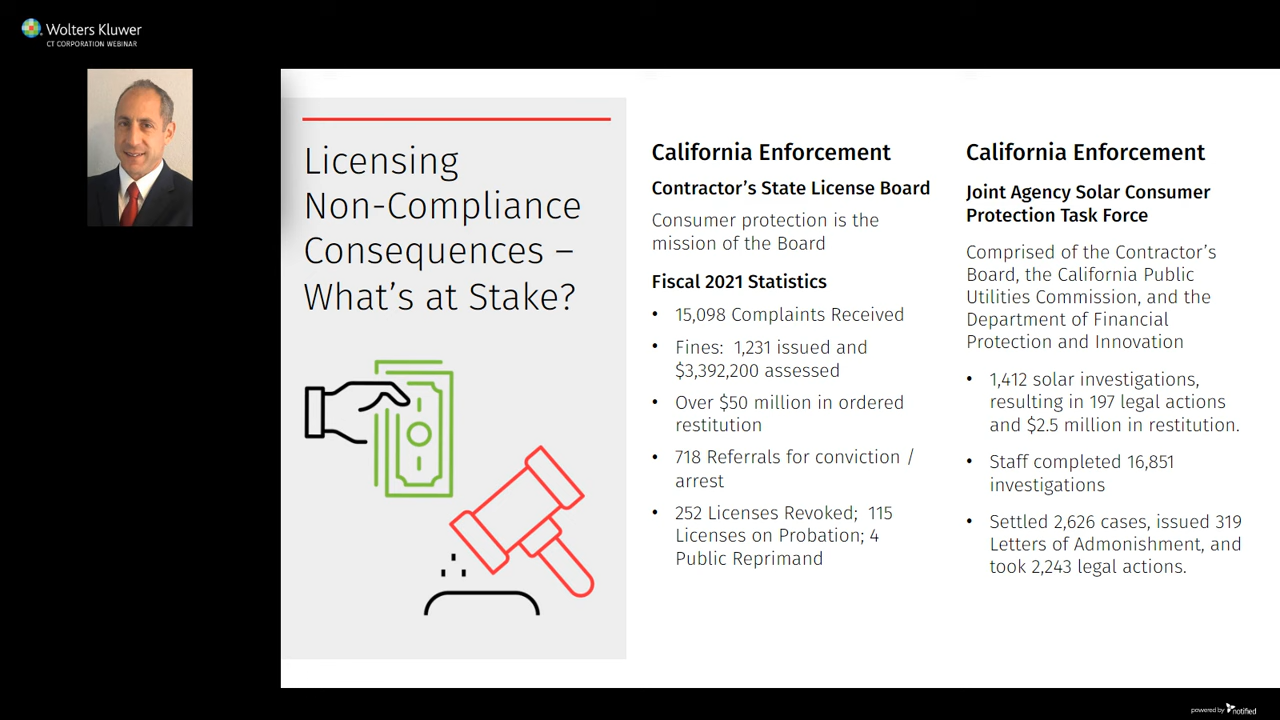 Wolters Kluwer
CT CORPORATION WEBINAR
Licensing
Non-Compliance
Consequences –
What's at Stake?
California Enforcement
Contractor's State License Board
Consumer protection is the
mission of the Board
Fiscal 2021 Statistics
• 15,098 Complaints Received
• Fines: 1,231 issued and
$3,392,200 assessed
• Over $50 million in ordered
restitution
• 718 Referrals for conviction /
arrest
• 252 Licenses Revoked; 115
Licenses on Probation; 4
Public Reprimand
California Enforcement
Joint Agency Solar Consumer
Protection Task Force
Comprised of the Contractor's
Board, the California Public
Utilities Commission, and the
Department of Financial
Protection and Innovation
• 1,412 solar investigations,
resulting in 197 legal actions
and $2.5 million in restitution.
• Staff completed 16,851
investigations
• Settled 2,626 cases, issued 319
Letters of Admonishment, and
took 2,243 legal actions.
powered by notified